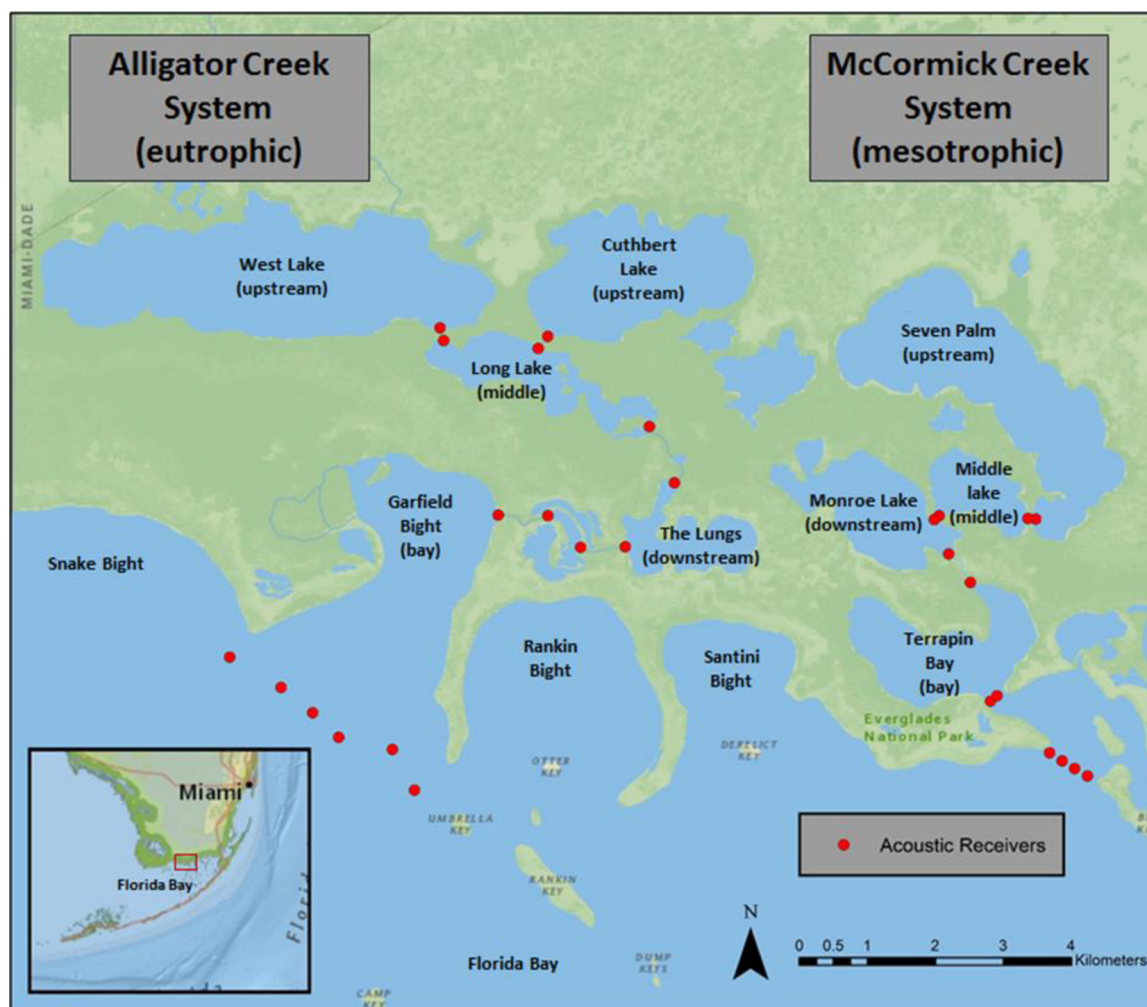 Alligator Creek
System
(eutrophic)
McCormick Creek
System
(mesotrophic)
MIAMI-DADE
West Lake
(upstream)
Cuthbert
Lake
(upstream)
Seven Palm
(upstream)
Long Lake
(middle)
Garfield
Bight
(bay)
Monroe Lake
(downstream)
Middle
lake
(middle)
The Lungs
(downstream)
Snake Bight
Rankin
Bight
Santini
Bight
Terrapin
Bay
(bay)
Everglades
National Park
OTTER
KEY
DERELICT
KEY
UMBRELLA
KEY
RANKIN
KEY
DUMP
KEYS
CAMP
KEY
Florida Bay
Acoustic Receivers
N
0 0.5 1 2 3 4
Kilometers
Miami
Florida Bay
Florid